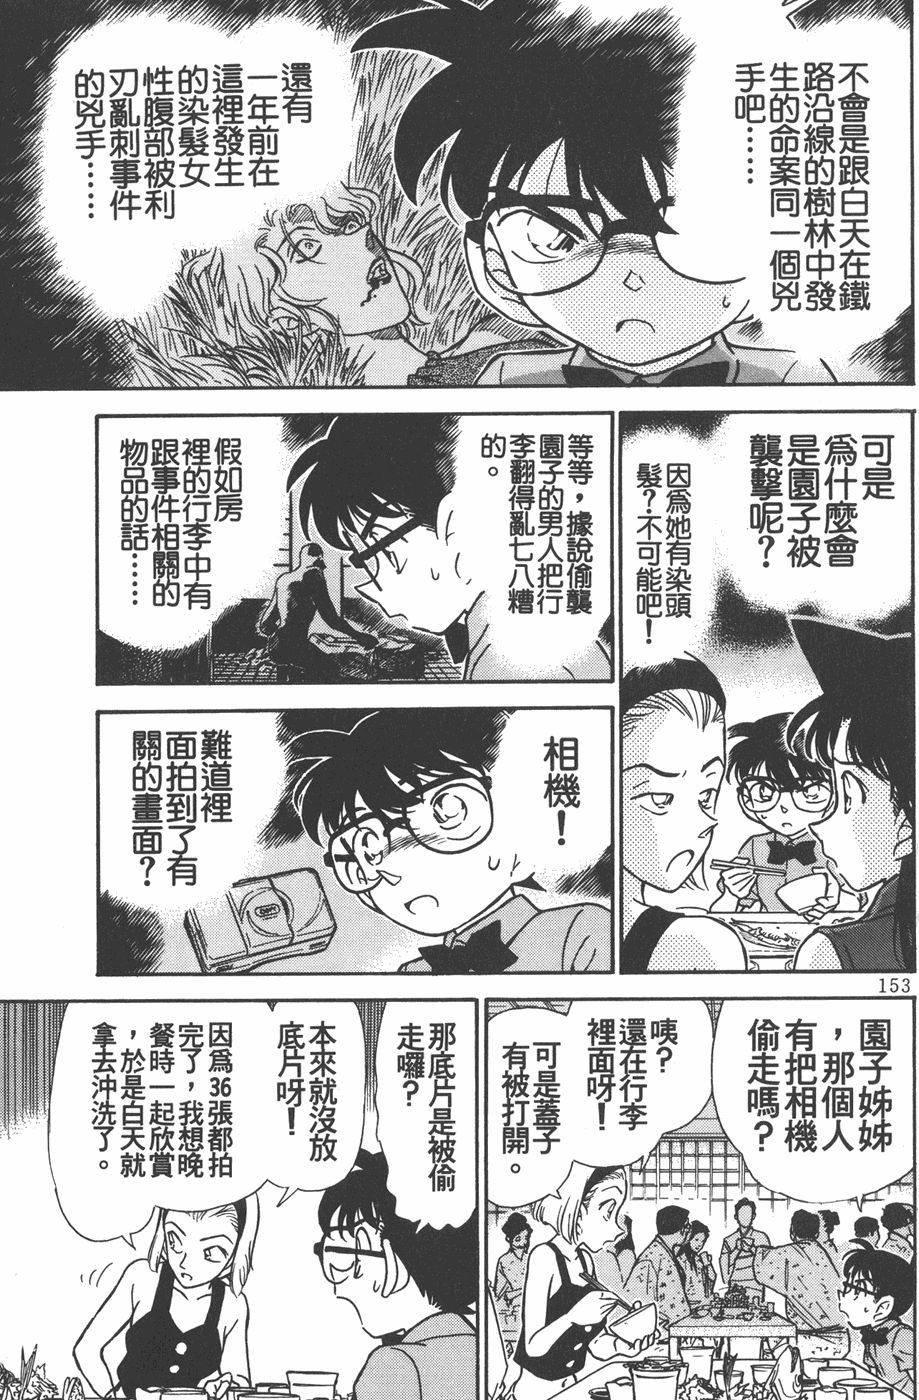 不會是跟白天在鐵
路沿線的樹林中發
生的命案同一個兇
手吧……
還有
一年前在
這裡發生
的染髮女
性腹部被利
刃亂刺事件
的兇手……
可是
爲什麼會
是園子被
襲擊呢？
因爲她有染頭
髮？不可能吧！
等等，據說偷襲
園子的男人把行
李翻得亂七八糟
的。
假如房
裡的行李中有
跟事件相關的
物品的話……
相機！
難道裡
面拍到了有
關的畫面？
153
園子姊姊
，那個人
有把相機
偷走嗎？
咦？
還在行李
裡面呀！
可是蓋子
有被打開。
那底片是被偷
走囉？
本來就沒放
底片呀！
因爲36張都拍
完了，我想晚
餐時一起欣賞
，於是白天就
拿去沖洗了。